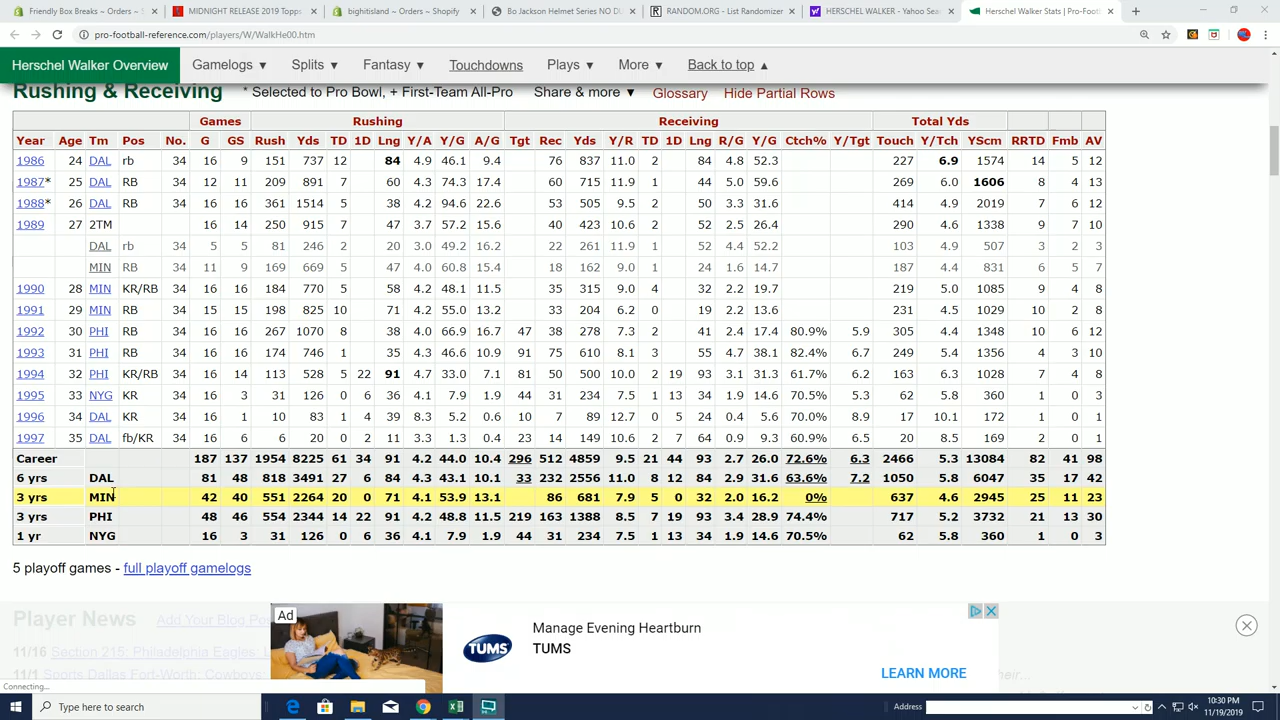 Friendly Box Breaks ~ Orders ~ S
MIDNIGHT RELEASE 2019 Topps
bighitisland ~ Orders ~ Shopify
Bo Jackson Helmet Series NO DU
RANDOM.ORG - List Randomizer
HERSCHEL WALKER - Yahoo Sea
Herschel Walker Stats | Pro-Foot
pro-football-reference.com/players/W/WalkHe00.htm
Herschel Walker Overview Gamelogs ▼ Splits ▼ Fantasy ▼ Touchdowns Plays ▼ More ▼ Back to top ▲
Rushing & Receiving * Selected to Pro Bowl, + First-Team All-Pro Share & more ▼ Glossary Hide Partial Rows
Games Rushing Receiving Total Yds
Year Age Tm Pos No. G GS Rush Yds TD 1D Lng Y/A Y/G A/G Tgt Rec Yds Y/R TD 1D Lng R/G Y/G Ctch% Y/Tgt Touch Y/Tch YScm RRTD Fmb AV
1986 24 DAL rb 34 16 9 151 737 12 84 4.9 46.1 9.4 76 837 11.0 2 84 4.8 52.3 227 6.9 1574 14 5 12
1987* 25 DAL RB 34 12 11 209 891 7 60 4.3 74.3 17.4 60 715 11.9 1 44 5.0 59.6 269 6.0 1606 8 4 13
1988* 26 DAL RB 34 16 16 361 1514 5 38 4.2 94.6 22.6 53 505 9.5 2 50 3.3 31.6 414 4.9 2019 7 6 12
1989 27 2TM 16 14 250 915 7 47 3.7 57.2 15.6 40 423 10.6 2 52 2.5 26.4 290 4.6 1338 9 7 10
DAL rb 34 5 5 81 246 2 20 3.0 49.2 16.2 22 261 11.9 1 52 4.4 52.2 103 4.9 507 3 2 3
MIN RB 34 11 9 169 669 5 47 4.0 60.8 15.4 18 162 9.0 1 24 1.6 14.7 187 4.4 831 6 5 7
1990 28 MIN KR/RB 34 16 16 184 770 5 58 4.2 48.1 11.5 35 315 9.0 4 32 2.2 19.7 219 5.0 1085 9 4 8
1991 29 MIN RB 34 15 15 198 825 10 71 4.2 55.0 13.2 33 204 6.2 0 19 2.2 13.6 231 4.5 1029 10 2 8
1992 30 PHI RB 34 16 16 267 1070 8 38 4.0 66.9 16.7 47 38 278 7.3 2 41 2.4 17.4 80.9% 5.9 305 4.4 1348 10 6 12
1993 31 PHI RB 34 16 16 174 746 1 35 4.3 46.6 10.9 91 75 610 8.1 3 55 4.7 38.1 82.4% 6.7 249 5.4 1356 4 3 10
1994 32 PHI KR/RB 34 16 14 113 528 5 22 91 4.7 33.0 7.1 81 50 500 10.0 2 19 93 3.1 31.3 61.7% 6.2 163 6.3 1028 7 4 8
1995 33 NYG KR 34 16 3 31 126 0 6 36 4.1 7.9 1.9 44 31 234 7.5 1 13 34 1.9 14.6 70.5% 5.3 62 5.8 360 1 0 3
1996 34 DAL KR 34 16 1 10 83 1 4 39 8.3 5.2 0.6 10 7 89 12.7 0 5 24 0.4 5.6 70.0% 8.9 17 10.1 172 1 0 1
1997 35 DAL fb/KR 34 16 6 6 20 0 2 11 3.3 1.3 0.4 23 14 149 10.6 2 7 64 0.9 9.3 60.9% 6.5 20 8.5 169 2 0 1
Career 187 137 1954 8225 61 34 91 4.2 44.0 10.4 296 512 4859 9.5 21 44 93 2.7 26.0 72.6% 6.3 2466 5.3 13084 82 41 98
6 yrs DAL 81 48 818 3491 27 6 84 4.3 43.1 10.1 33 232 2556 11.0 8 12 84 2.9 31.6 63.6% 7.2 1050 5.8 6047 35 17 42
3 yrs MIN 42 40 551 2264 20 0 71 4.1 53.9 13.1 86 681 7.9 5 0 32 2.0 16.2 0% 637 4.6 2945 25 11 23
3 yrs PHI 48 46 554 2344 14 22 91 4.2 48.8 11.5 219 163 1388 8.5 7 19 93 3.4 28.9 74.4% 717 5.2 3732 21 13 30
1 yr NYG 16 3 31 126 0 6 36 4.1 7.9 1.9 44 31 234 7.5 1 13 34 1.9 14.6 70.5% 62 5.8 360 1 0 3
5 playoff games - full playoff gamelogs
Player News Add Your Blog Po
11/16 Section 215: Philadelphia Eagles: L
11/1 Sports Dallas Fort-Worth: Cowboys
their...
Ad
Manage Evening Heartburn
TUMS
TUMS
LEARN MORE
Connecting...
Type here to search
Address
10:30 PM
11/19/2019